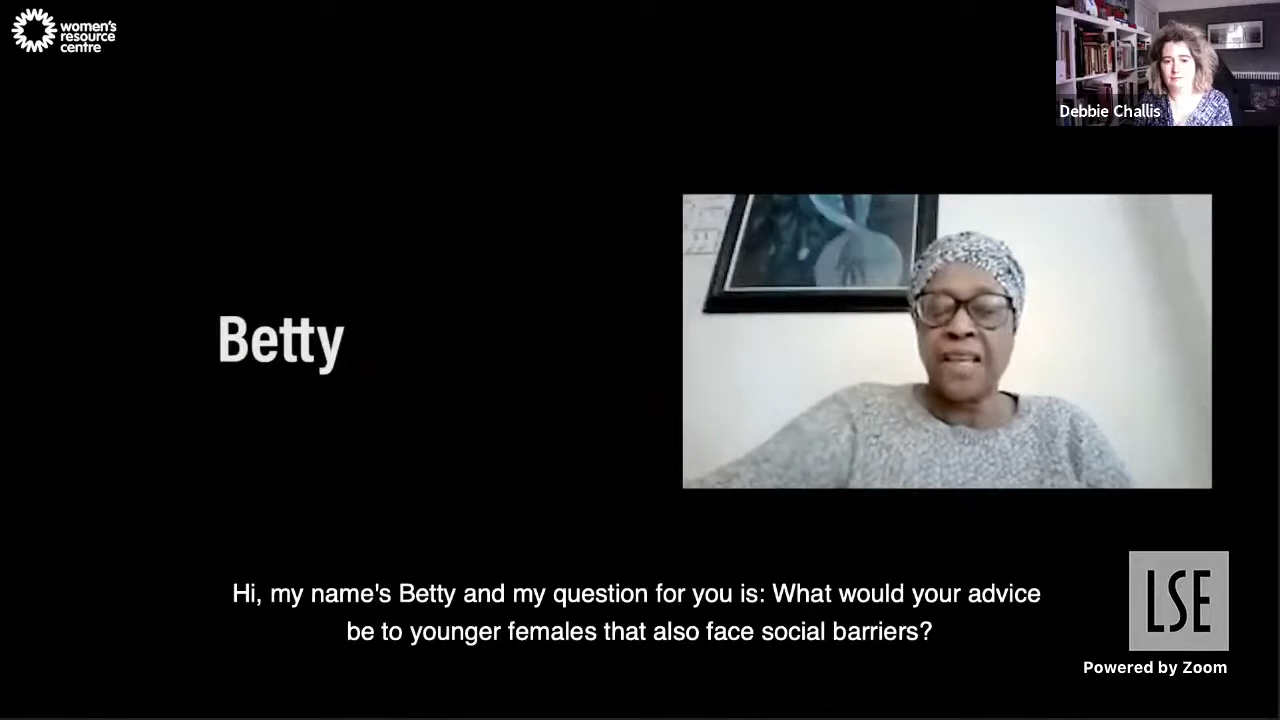 women's
resource
centre
Debbie Challis
Betty
Hi, my name's Betty and my question for you is: What would your advice
be to younger females that also face social barriers?
LSE
Powered by Zoom